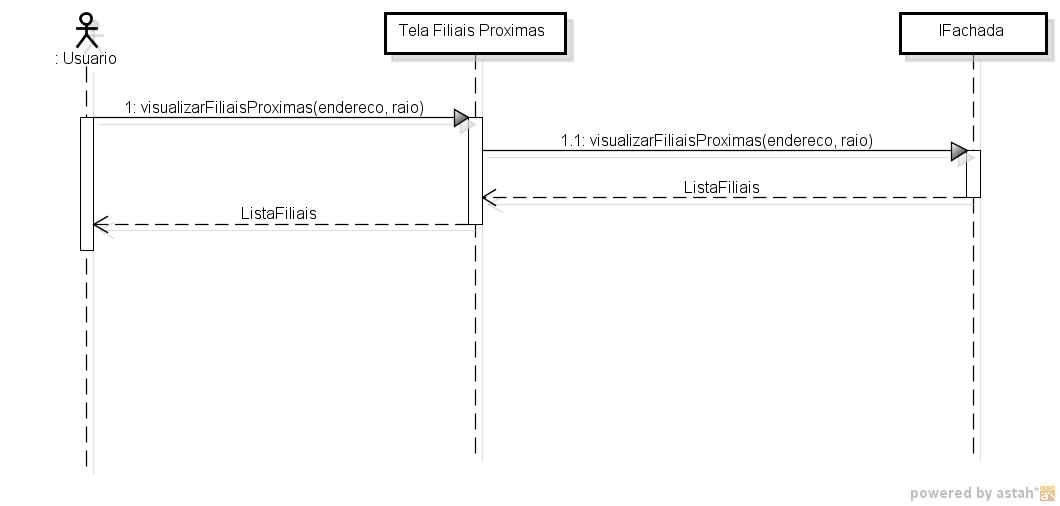 Tela Filiais Proximas
IFachada
: Usuario
1: visualizarFiliaisProximas(endereco, raio)
1.1: visualizarFiliaisProximas(endereco, raio)
ListaFiliais
ListaFiliais
powered by astah*